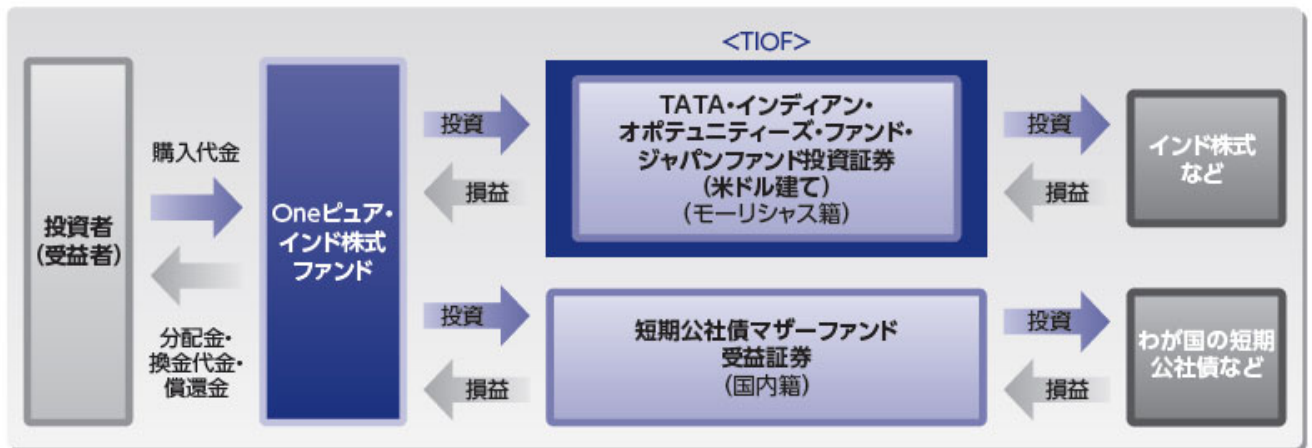 <TIOF>
投資者
(受益者)
購入代金
分配金・
換金代金・
償還金
Oneピュア・
インド株式
ファンド
投資
損益
TATA・インディアン・
オポテュニティーズ・ファンド・
ジャパンファンド投資証券
(米ドル建て)
(モーリシャス籍)
投資
損益
インド株式
など
投資
損益
短期公社債マザーファンド
受益証券
(国内籍)
投資
損益
わが国の短期
公社債など